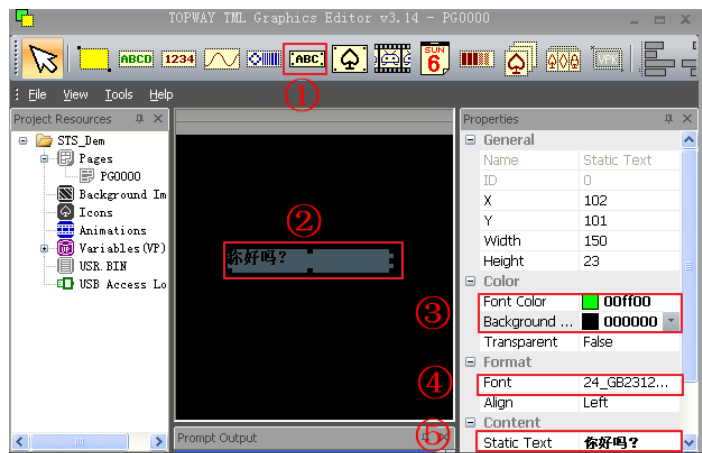 TOPWAY TML Graphics Editor v3.14 - PG0000
ABCD 1234 ABC SUN 6 VPK
①
File View Tools Help
Project Resources
STS_Dem
Pages
PG0000
Background Im
Icons
Animations
Variables(VP)
USR.BIN
USB Access Lo
②
你好吗？
Prompt Output
Properties
General
Name Static Text
ID 0
X 102
Y 101
Width 150
Height 23
Color
③
Font Color 00ff00
Background ... 000000
Transparent False
Format
④
Font 24_GB2312...
Align Left
Content
⑤
Static Text 你好吗？